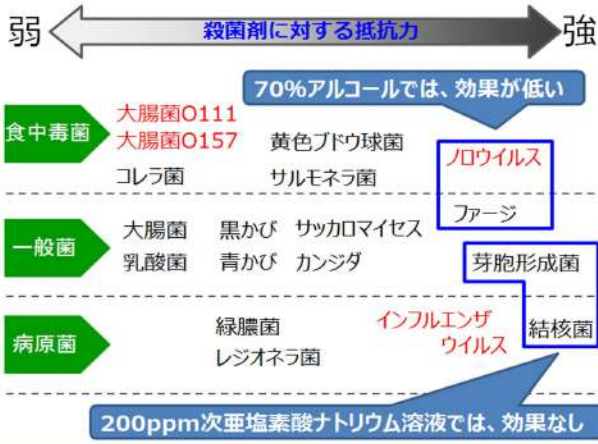 弱 殺菌剤に対する抵抗力 強
70%アルコールでは、効果が低い
食中毒菌
大腸菌O111
大腸菌O157
コレラ菌
黄色ブドウ球菌
サルモネラ菌
ノロウイルス
ファージ
一般菌
大腸菌 黒かび サッカロマイセス
乳酸菌 青かび カンジダ
芽胞形成菌
病原菌
緑膿菌
レジオネラ菌
インフルエンザ
ウイルス
結核菌
200ppm次亜塩素酸ナトリウム溶液では、効果なし